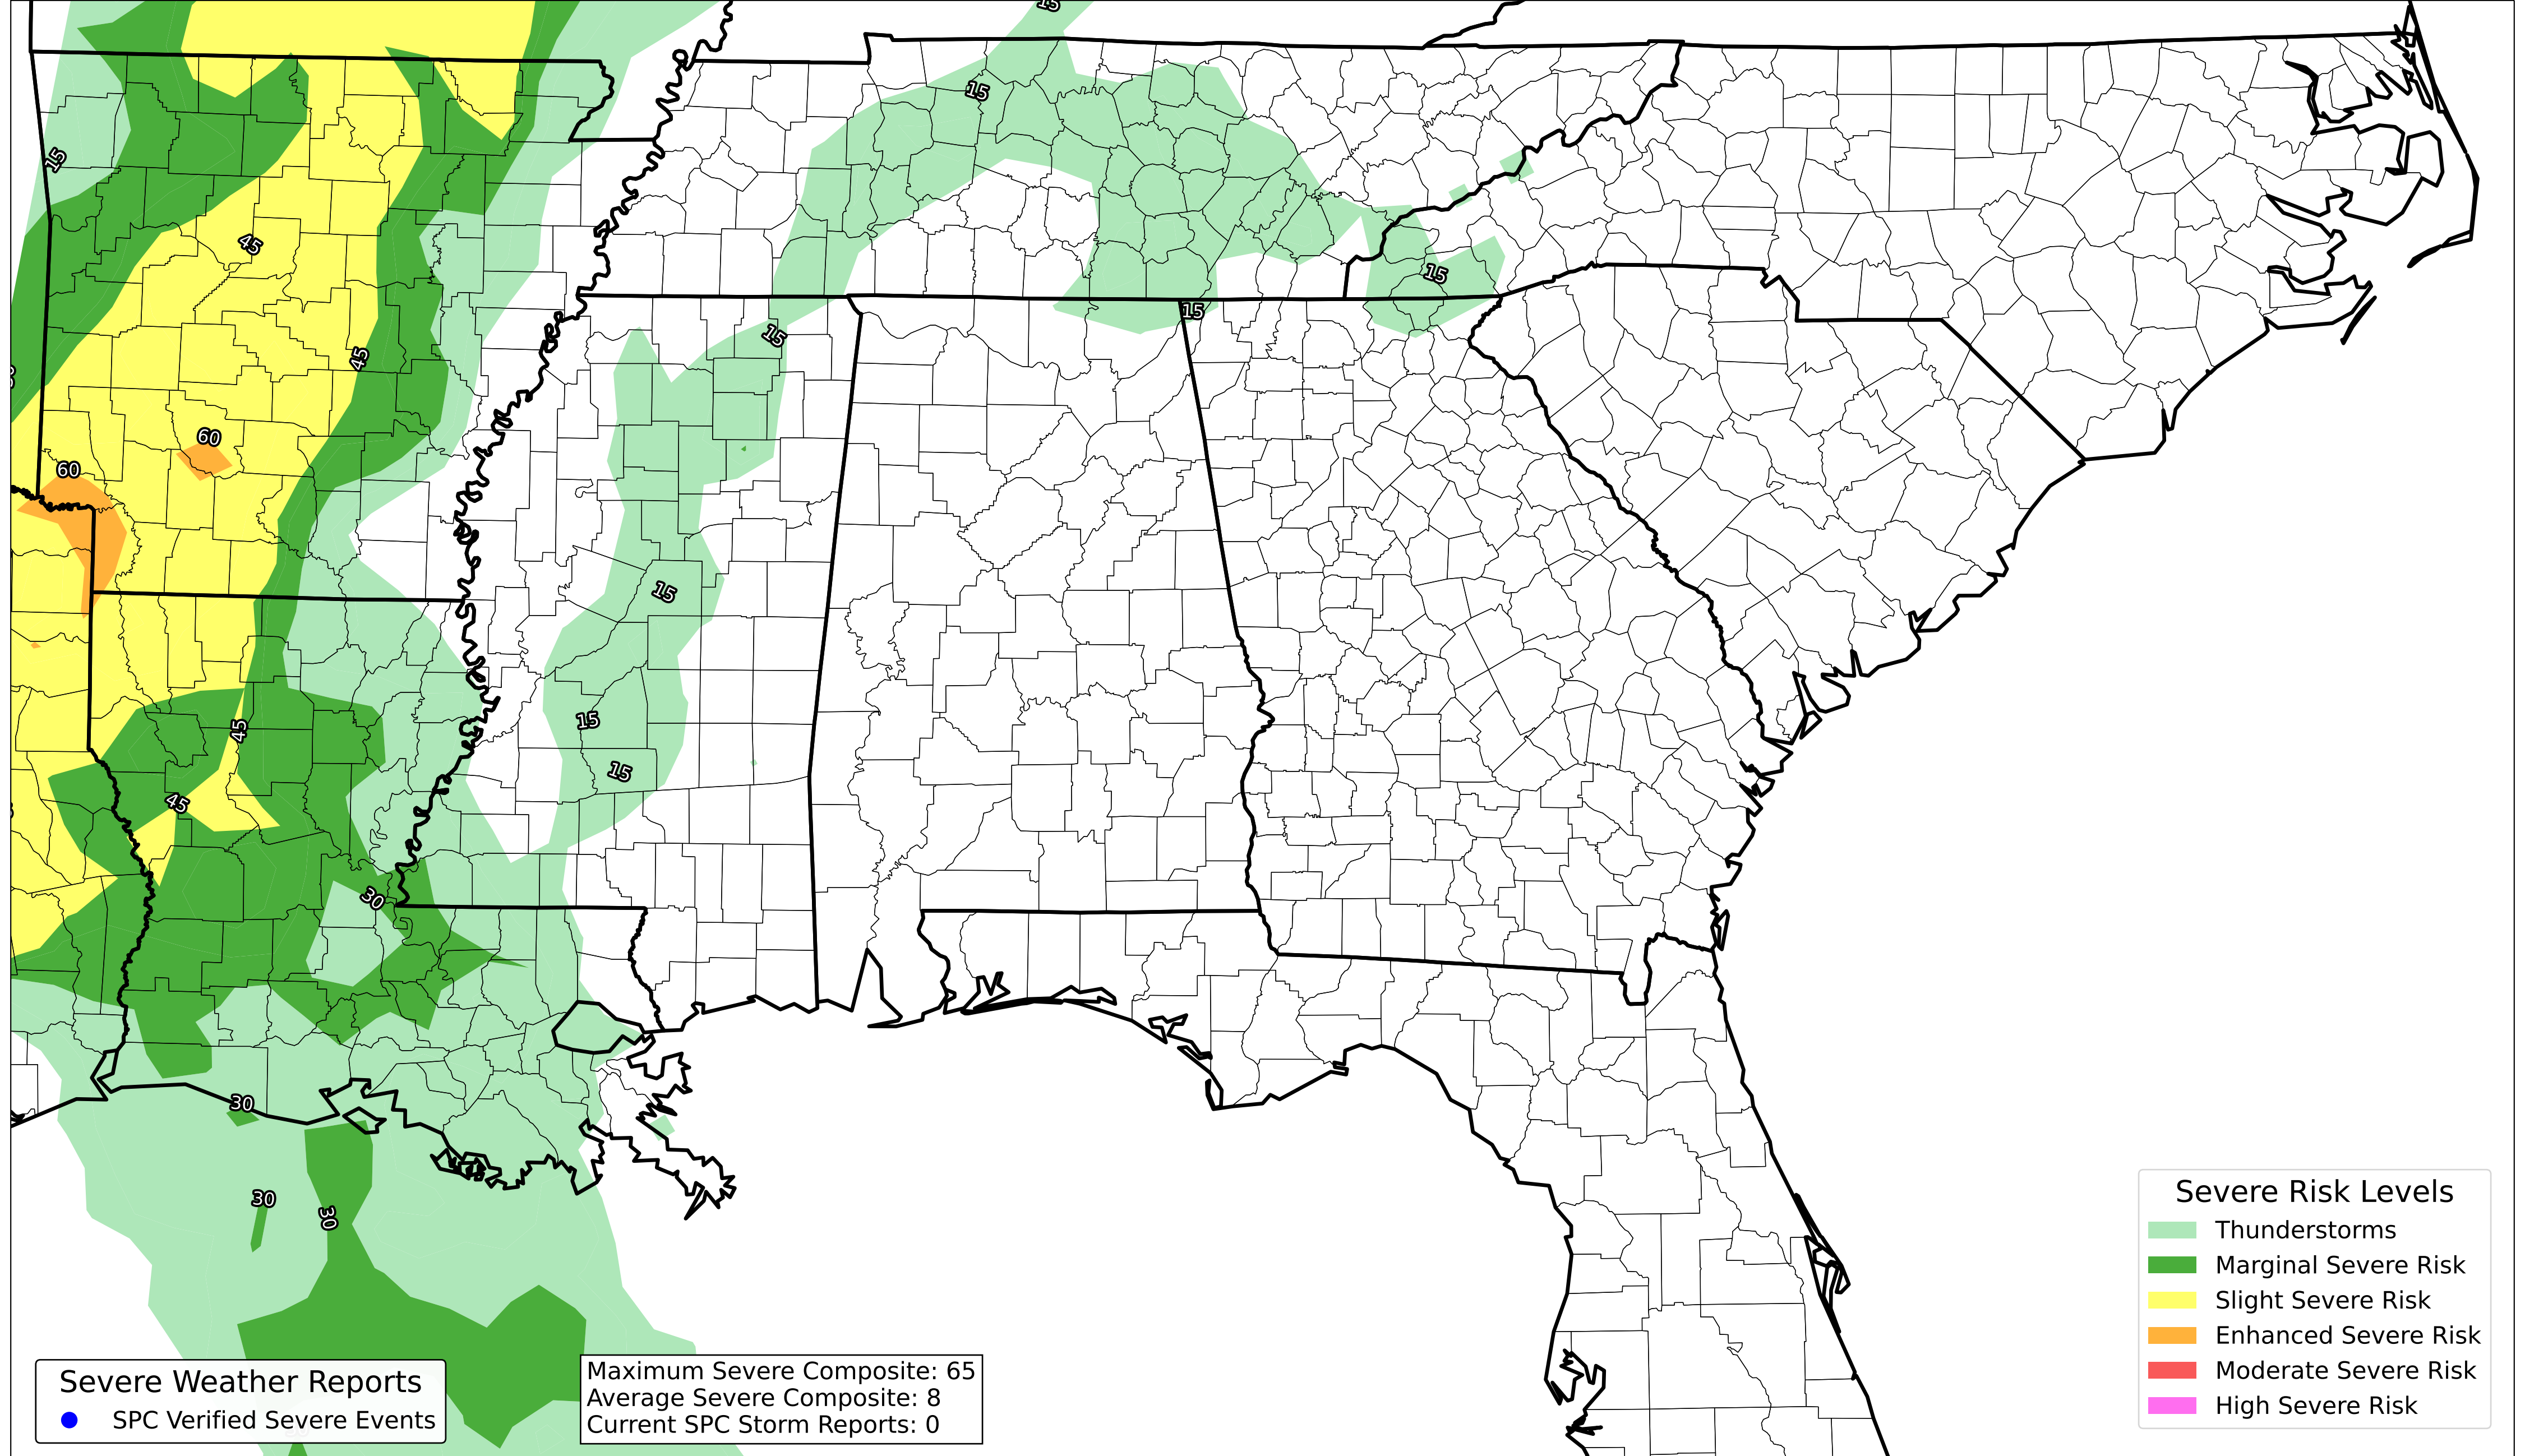 15
15
15
45
15
15
15
45
60
60
15
15
45
15
45
30
30
30
30
Severe Risk Levels
Thunderstorms
Marginal Severe Risk
Slight Severe Risk
Enhanced Severe Risk
Moderate Severe Risk
High Severe Risk
Severe Weather Reports
SPC Verified Severe Events
Maximum Severe Composite: 65
Average Severe Composite: 8
Current SPC Storm Reports: 0